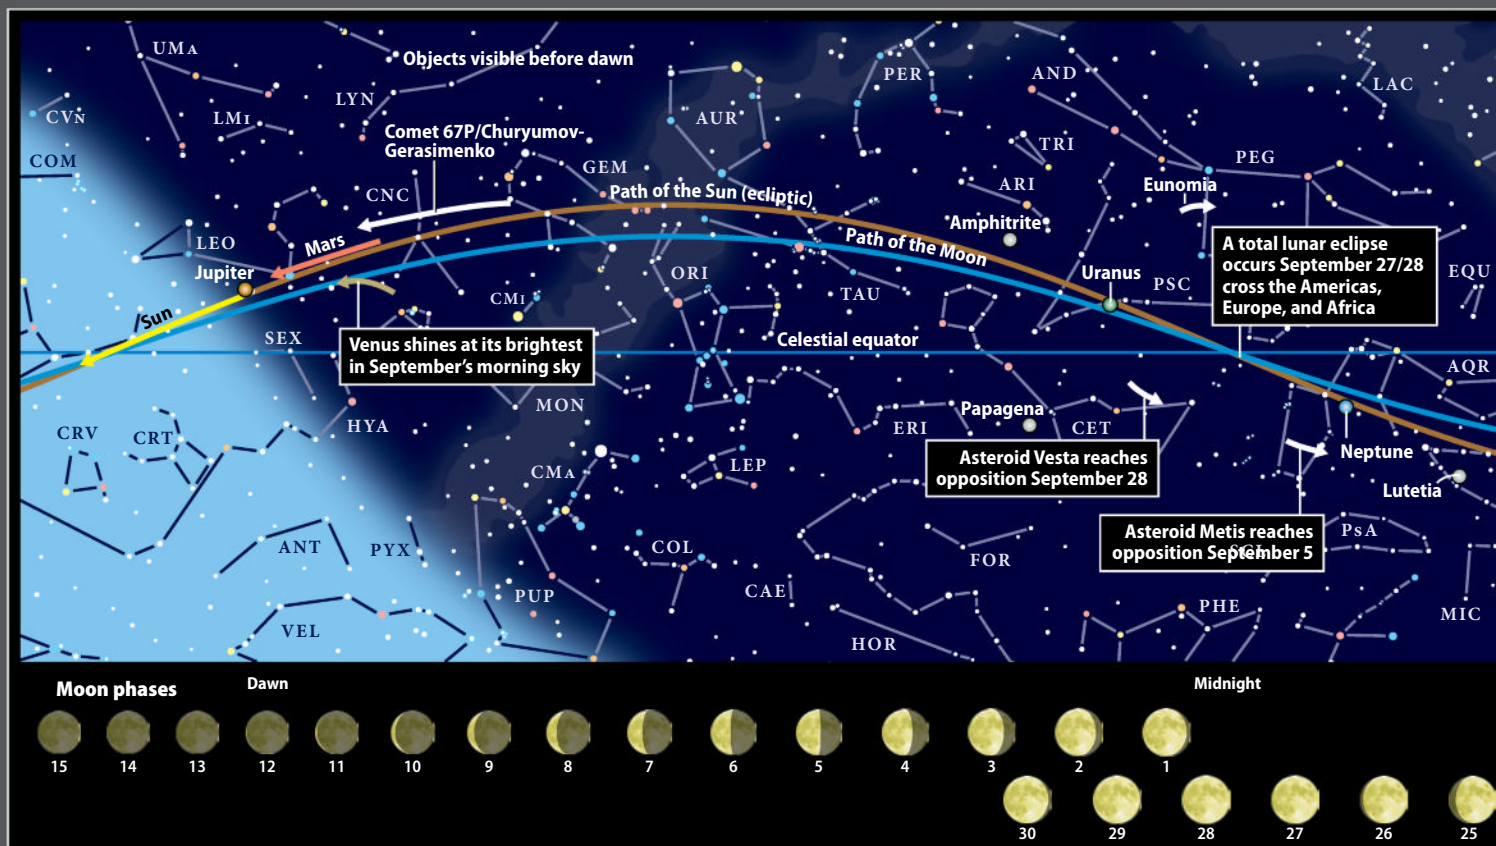 UMA
Objects visible before dawn
PER
AND
LAC
LYN
CVN
LMI
AUR
Comet 67P/Churyumov-
Gerasimenko
TRI
COM
GEM
PEG
CNC
Path of the Sun (ecliptic)
ARI
Eunomia
Amphitrite
LEO
Mars
Path of the Moon
A total lunar eclipse
occurs September 27/28
cross the Americas,
Europe, and Africa
Jupiter
ORI
Uranus
PSC
EQU
TAU
CMI
Sun
SEX
Venus shines at its brightest
in September's morning sky
Celestial equator
AQR
MON
Papagena
HYA
ERI
CET
CRV
CRT
Asteroid Vesta reaches
opposition September 28
Neptune
CMA
LEP
Lutetia
Asteroid Metis reaches
opposition September 5
SCL
PSA
ANT
PYX
COL
FOR
CAE
PUP
PHE
MIC
VEL
HOR
Moon phases
Dawn
Midnight
15 14 13 12 11 10 9 8 7 6 5 4 3 2 1
30 29 28 27 26 25